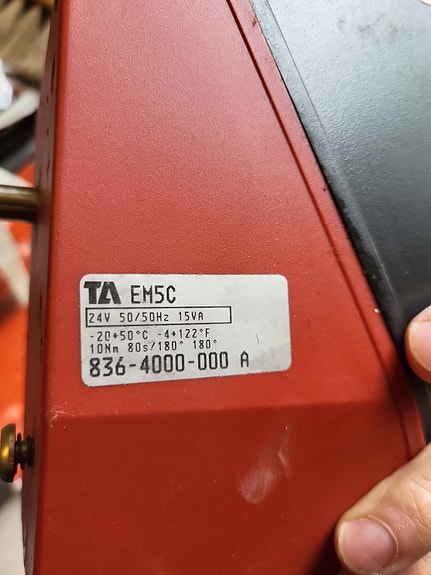 TA EM5C
24V 50/50Hz 15VA
-20+50°C -4+122°F
10Nm 80s/180° 180°
836-4000-000 A